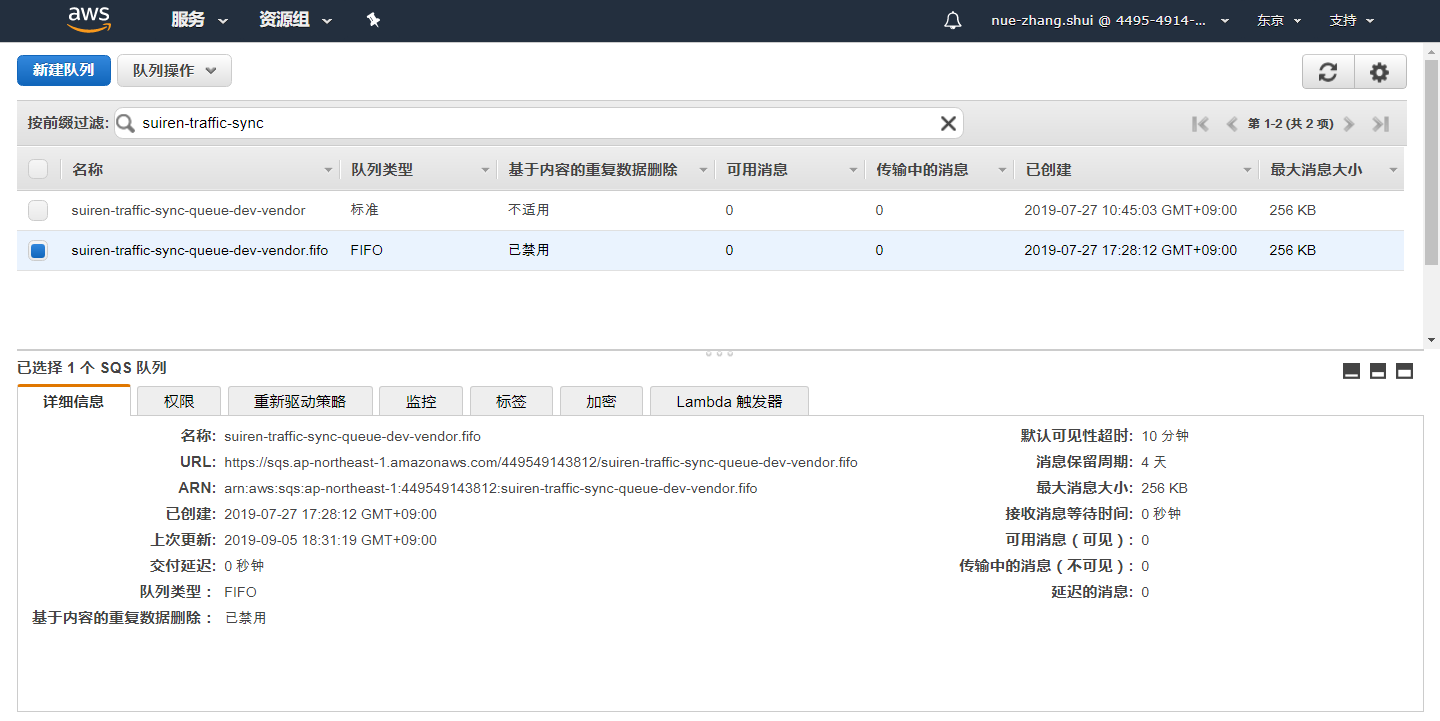 aws 服务 资源组 nue-zhang.shui @ 4495-4914-... 东京 支持
新建队列 队列操作
按前缀过滤: suiren-traffic-sync 第 1-2 (共 2 项)
名称 队列类型 基于内容的重复数据删除 可用消息 传输中的消息 已创建 最大消息大小
suiren-traffic-sync-queue-dev-vendor 标准 不适用 0 0 2019-07-27 10:45:03 GMT+09:00 256 KB
suiren-traffic-sync-queue-dev-vendor.fifo FIFO 已禁用 0 0 2019-07-27 17:28:12 GMT+09:00 256 KB
已选择 1 个 SQS 队列
详细信息 权限 重新驱动策略 监控 标签 加密 Lambda 触发器
名称: suiren-traffic-sync-queue-dev-vendor.fifo 默认可见性超时: 10 分钟
URL: https://sqs.ap-northeast-1.amazonaws.com/449549143812/suiren-traffic-sync-queue-dev-vendor.fifo 消息保留周期: 4 天
ARN: arn:aws:sqs:ap-northeast-1:449549143812:suiren-traffic-sync-queue-dev-vendor.fifo 最大消息大小: 256 KB
已创建: 2019-07-27 17:28:12 GMT+09:00 接收消息等待时间: 0 秒钟
上次更新: 2019-09-05 18:31:19 GMT+09:00 可用消息（可见）: 0
交付延迟: 0 秒钟 传输中的消息（不可见）: 0
队列类型： FIFO 延迟的消息: 0
基于内容的重复数据删除： 已禁用